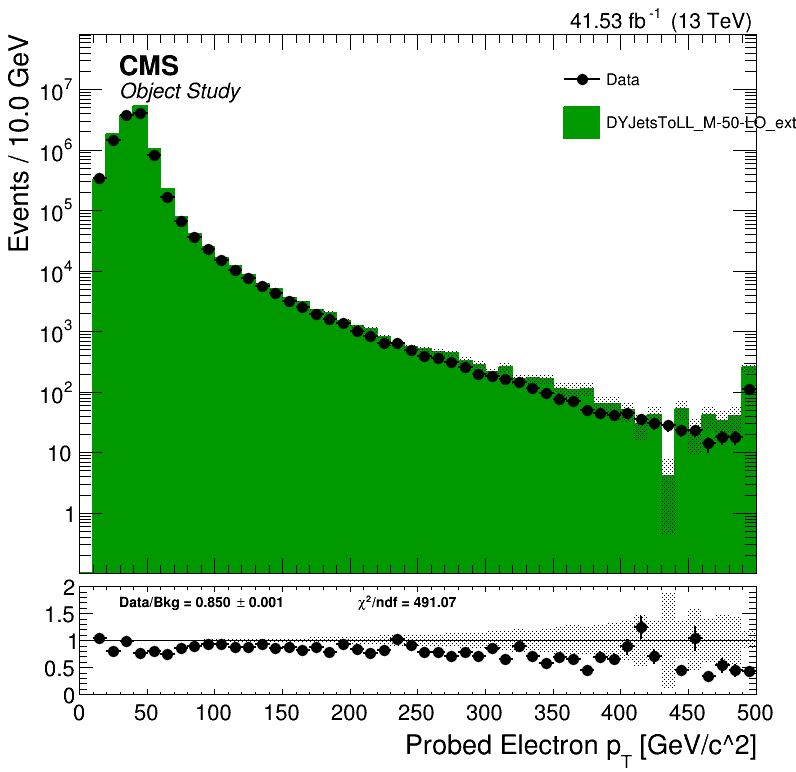 41.53 fb⁻¹ (13 TeV)
Events / 10.0 GeV
CMS
Object Study
Data
DYJetsToLL_M-50-LO_ext
10⁷
10⁶
10⁵
10⁴
10³
10²
10
1
2
1.5
1
0.5
0
Data/Bkg = 0.850 ± 0.001 χ²/ndf = 491.07
0 50 100 150 200 250 300 350 400 450 500
Probed Electron p_T [GeV/c^2]